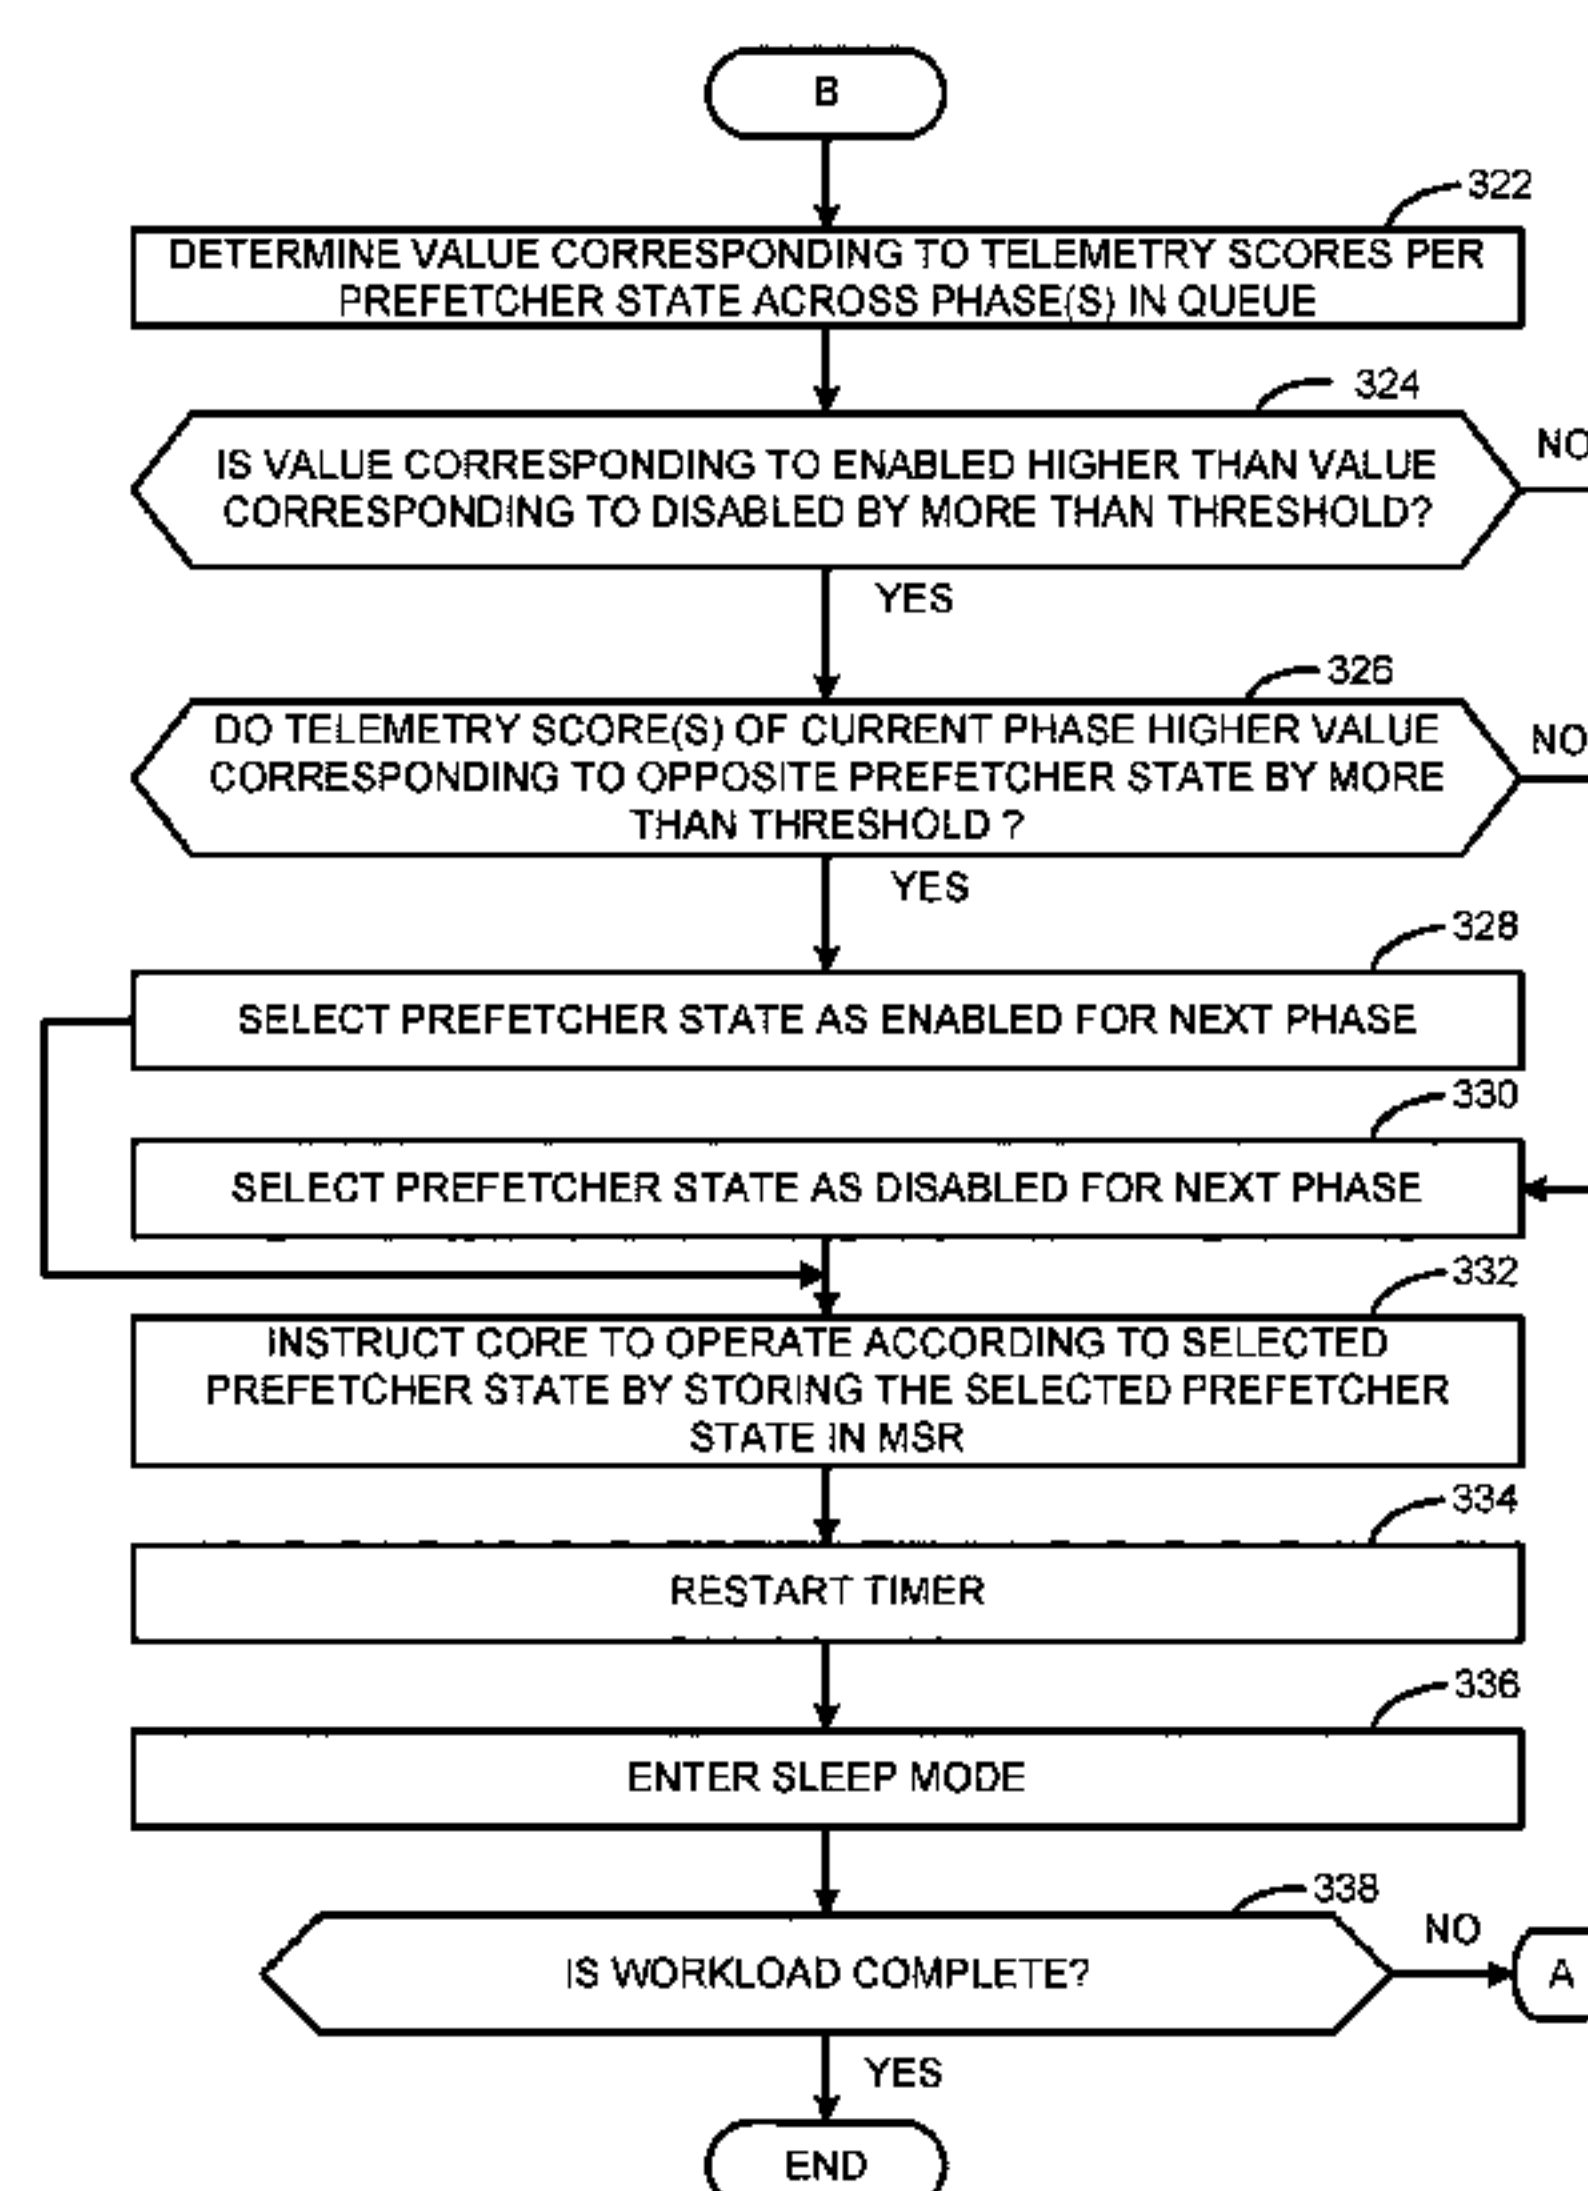 B
322
DETERMINE VALUE CORRESPONDING TO TELEMETRY SCORES PER
PREFETCHER STATE ACROSS PHASE(S) IN QUEUE
324
IS VALUE CORRESPONDING TO ENABLED HIGHER THAN VALUE
CORRESPONDING TO DISABLED BY MORE THAN THRESHOLD?
NO
YES
326
DO TELEMETRY SCORE(S) OF CURRENT PHASE HIGHER VALUE
CORRESPONDING TO OPPOSITE PREFETCHER STATE BY MORE
THAN THRESHOLD ?
NO
YES
328
SELECT PREFETCHER STATE AS ENABLED FOR NEXT PHASE
330
SELECT PREFETCHER STATE AS DISABLED FOR NEXT PHASE
332
INSTRUCT CORE TO OPERATE ACCORDING TO SELECTED
PREFETCHER STATE BY STORING THE SELECTED PREFETCHER
STATE IN MSR
334
RESTART TIMER
336
ENTER SLEEP MODE
338
IS WORKLOAD COMPLETE?
NO
A
YES
END